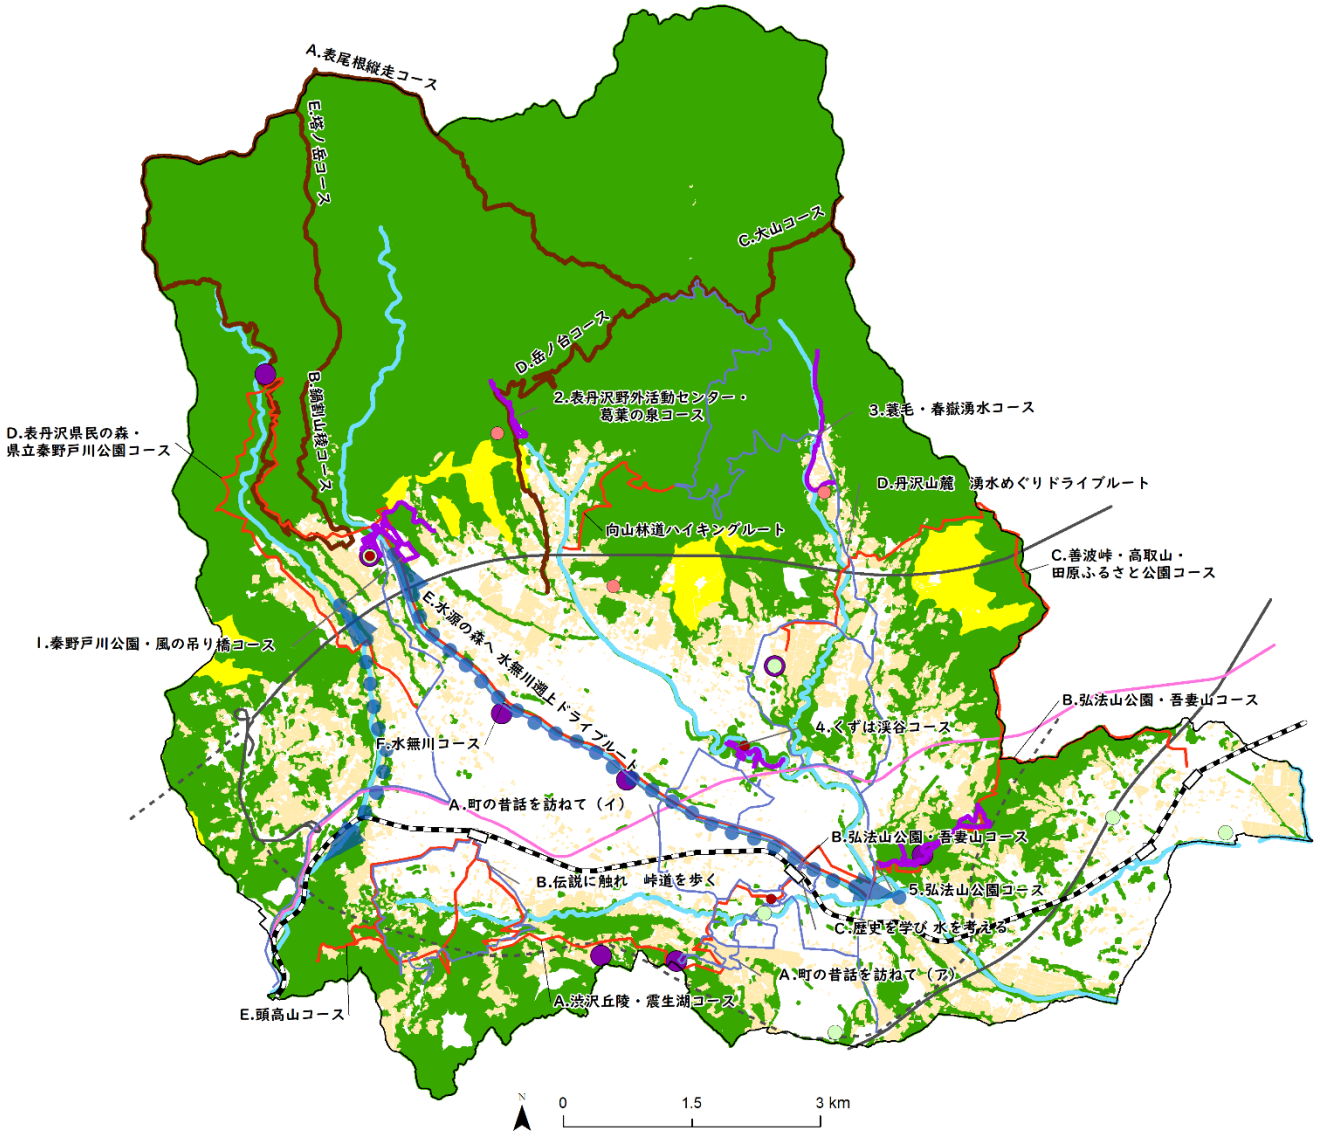 A.表尾根縦走コース
E.塔ノ岳コース
C.大山コース
D.岳ノ台コース
B.鍋割山稜コース
2.表丹沢野外活動センター・
葛葉の泉コース
3.蓑毛・春嶽湧水コース
D.表丹沢県民の森・
県立秦野戸川公園コース
D.丹沢山麓 湧水めぐりドライブルート
向山林道ハイキングルート
C.善波峠・高取山・
田原ふるさと公園コース
E.水源の森へ 水無川遡上ドライブルート
1.秦野戸川公園・風の吊り橋コース
B.弘法山公園・吾妻山コース
4.くずは渓谷コース
F.水無川コース
A.町の昔話を訪ねて（イ）
B.弘法山公園・吾妻山コース
B.伝説に触れ 峠道を歩く
5.弘法山公園コース
C.歴史を学び 水を考える
A.町の昔話を訪ねて（ア）
A.渋沢丘陵・震生湖コース
E.頭高山コース
N
0 1.5 3 km